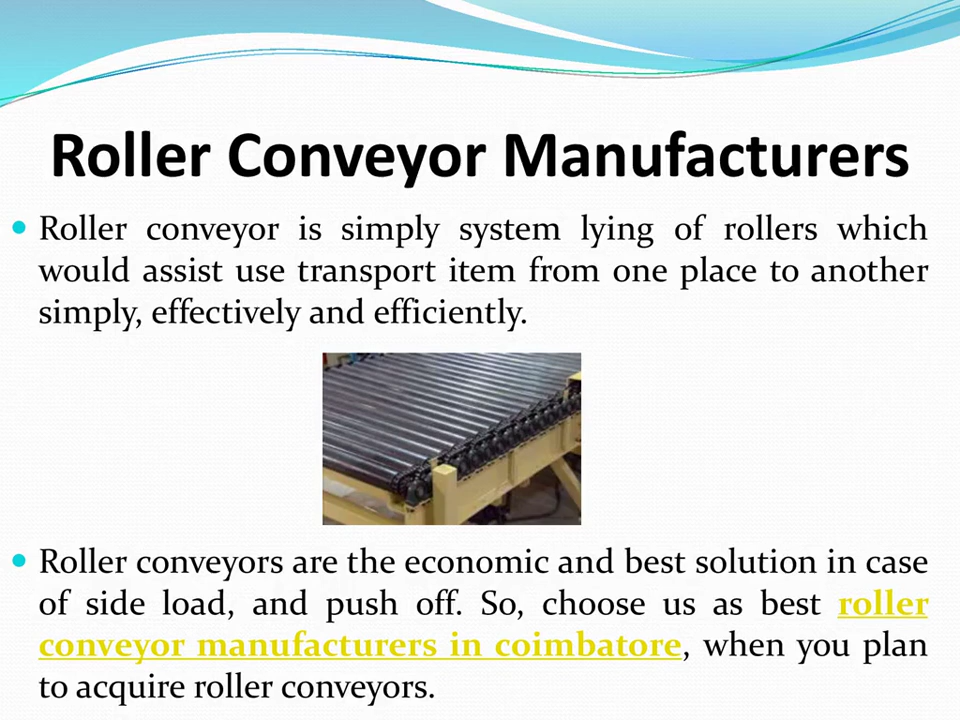 Roller Conveyor Manufacturers
Roller conveyor is simply system lying of rollers which
would assist use transport item from one place to another
simply, effectively and efficiently.
Roller conveyors are the economic and best solution in case
of side load, and push off. So, choose us as best roller
conveyor manufacturers in coimbatore, when you plan
to acquire roller conveyors.